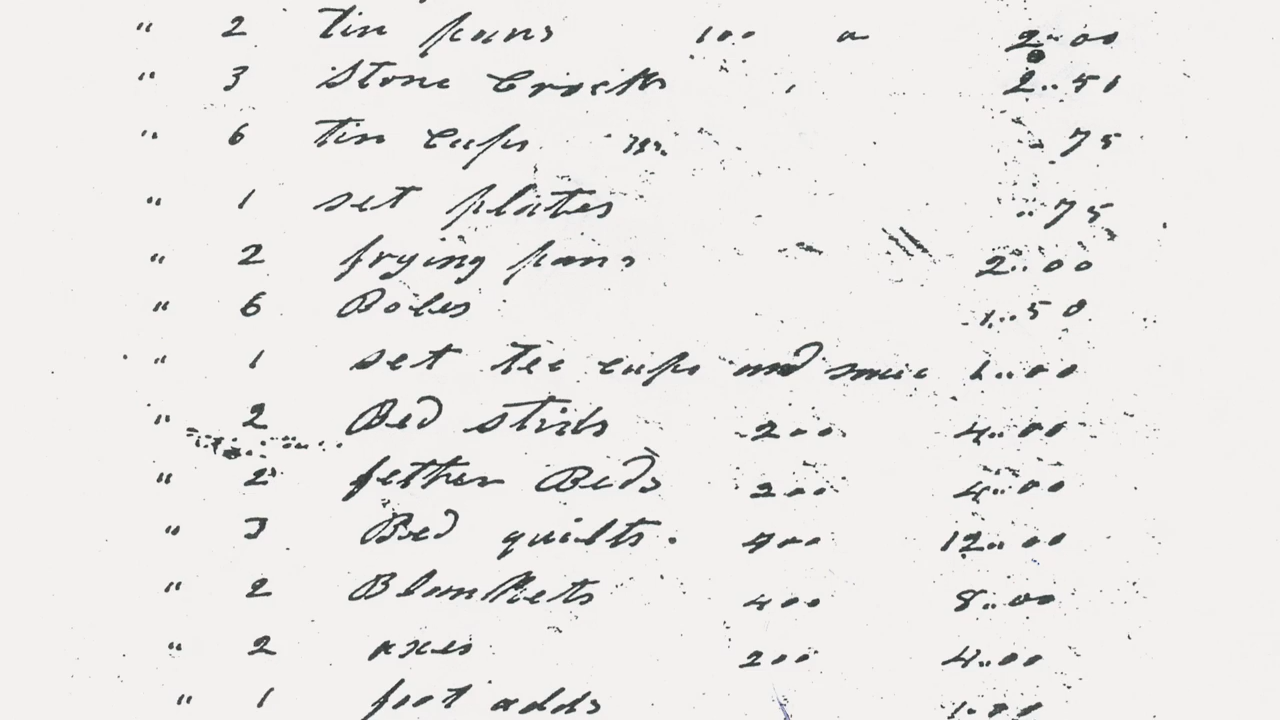 " 2 Tin pans 100 a 2.00
" 3 Stone Crocks 2..50
" 6 Tin Cups 75
" 1 set plates ..75
" 2 frying pans 2..00
" 6 Boles 1..50
" 1 set tee cups and 1..00
" 2 Bed stids 200 4..00
" 2 fether Beds 200 4..00
" 3 Bed quilts. 400 12..00
" 2 Blankets 400 8..00
" 2 axes 200 4..00
" 1 foot adds 1.00